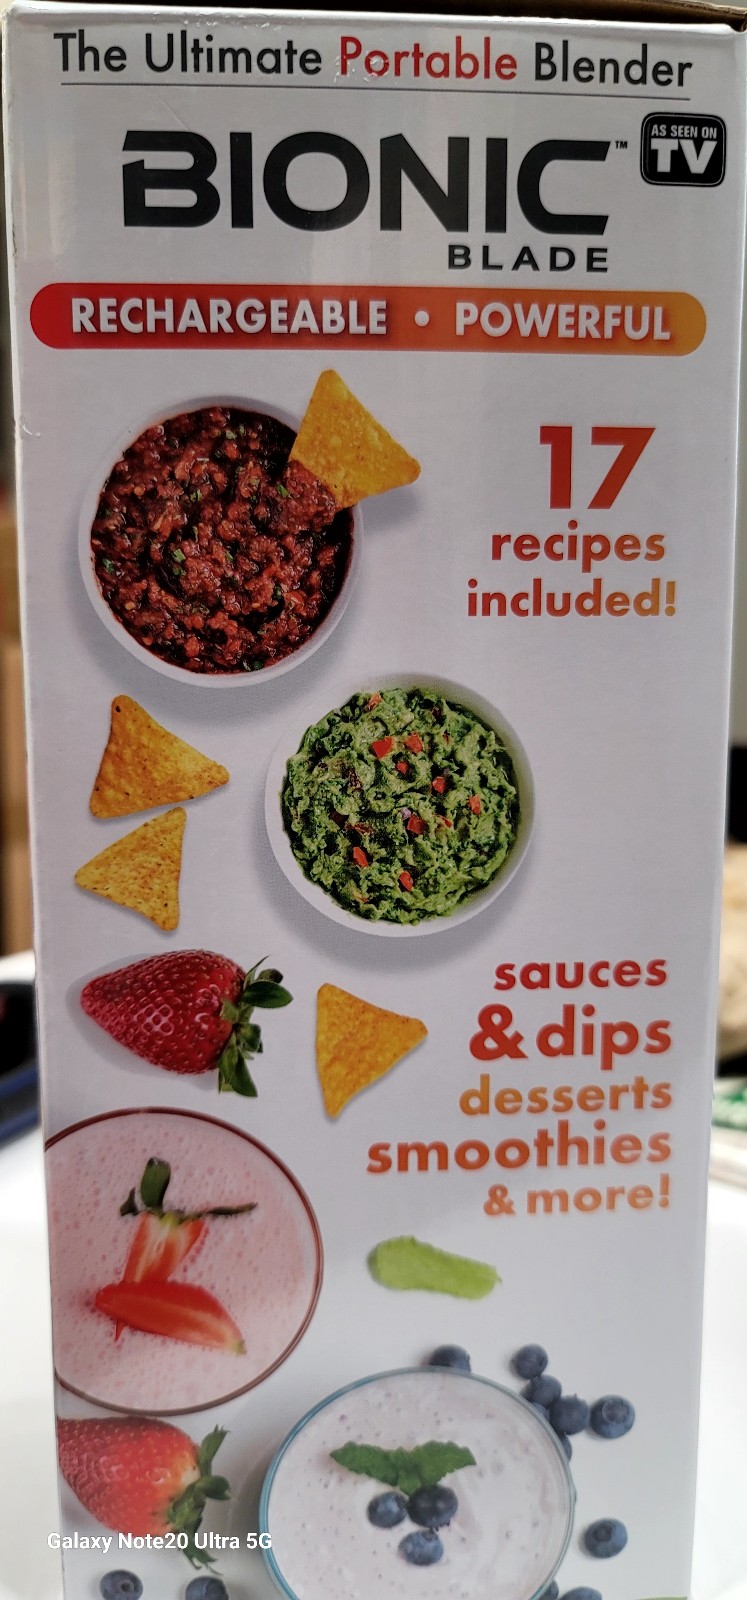 The Ultimate Portable Blender
BIONIC™
BLADE
AS SEEN ON
TV
RECHARGEABLE • POWERFUL
17
recipes
included!
sauces
& dips
desserts
smoothies
& more!
Galaxy Note20 Ultra 5G